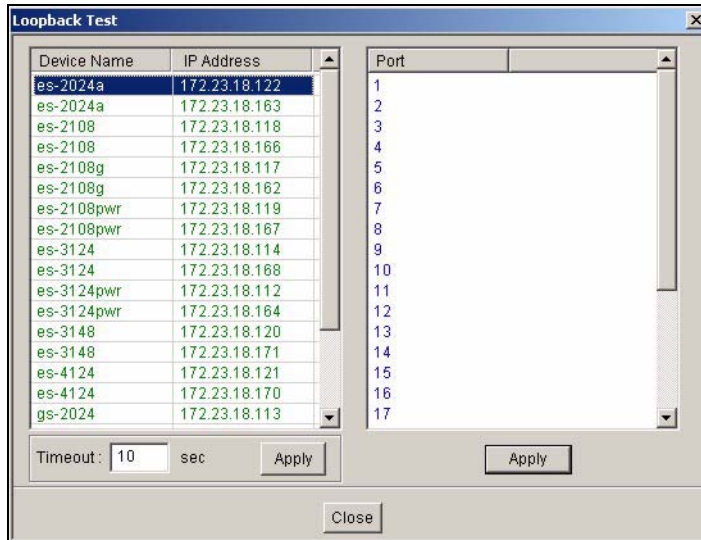 Loopback Test
Device Name IP Address
es-2024a 172.23.18.122
es-2024a 172.23.18.163
es-2108 172.23.18.118
es-2108 172.23.18.166
es-2108g 172.23.18.117
es-2108g 172.23.18.162
es-2108pwr 172.23.18.119
es-2108pwr 172.23.18.167
es-3124 172.23.18.114
es-3124 172.23.18.168
es-3124pwr 172.23.18.112
es-3124pwr 172.23.18.164
es-3148 172.23.18.120
es-3148 172.23.18.171
es-4124 172.23.18.121
es-4124 172.23.18.170
gs-2024 172.23.18.113
Timeout : 10 sec Apply
Port
1
2
3
4
5
6
7
8
9
10
11
12
13
14
15
16
17
Apply
Close